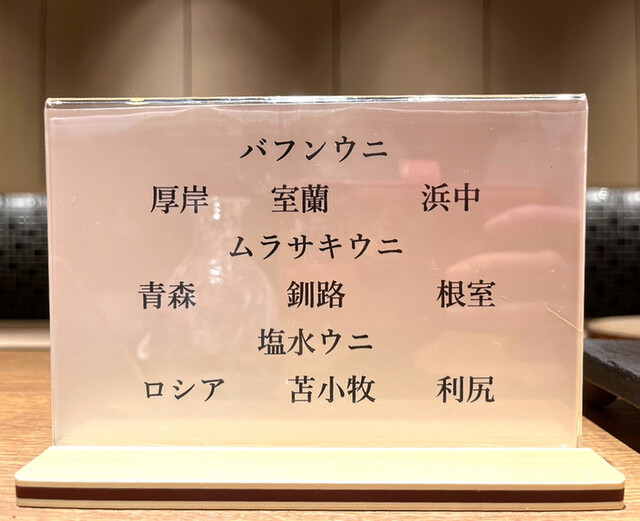 バフンウニ
厚岸 室蘭 浜中
ムラサキウニ
青森 釧路 根室
塩水ウニ
ロシア 苫小牧 利尻